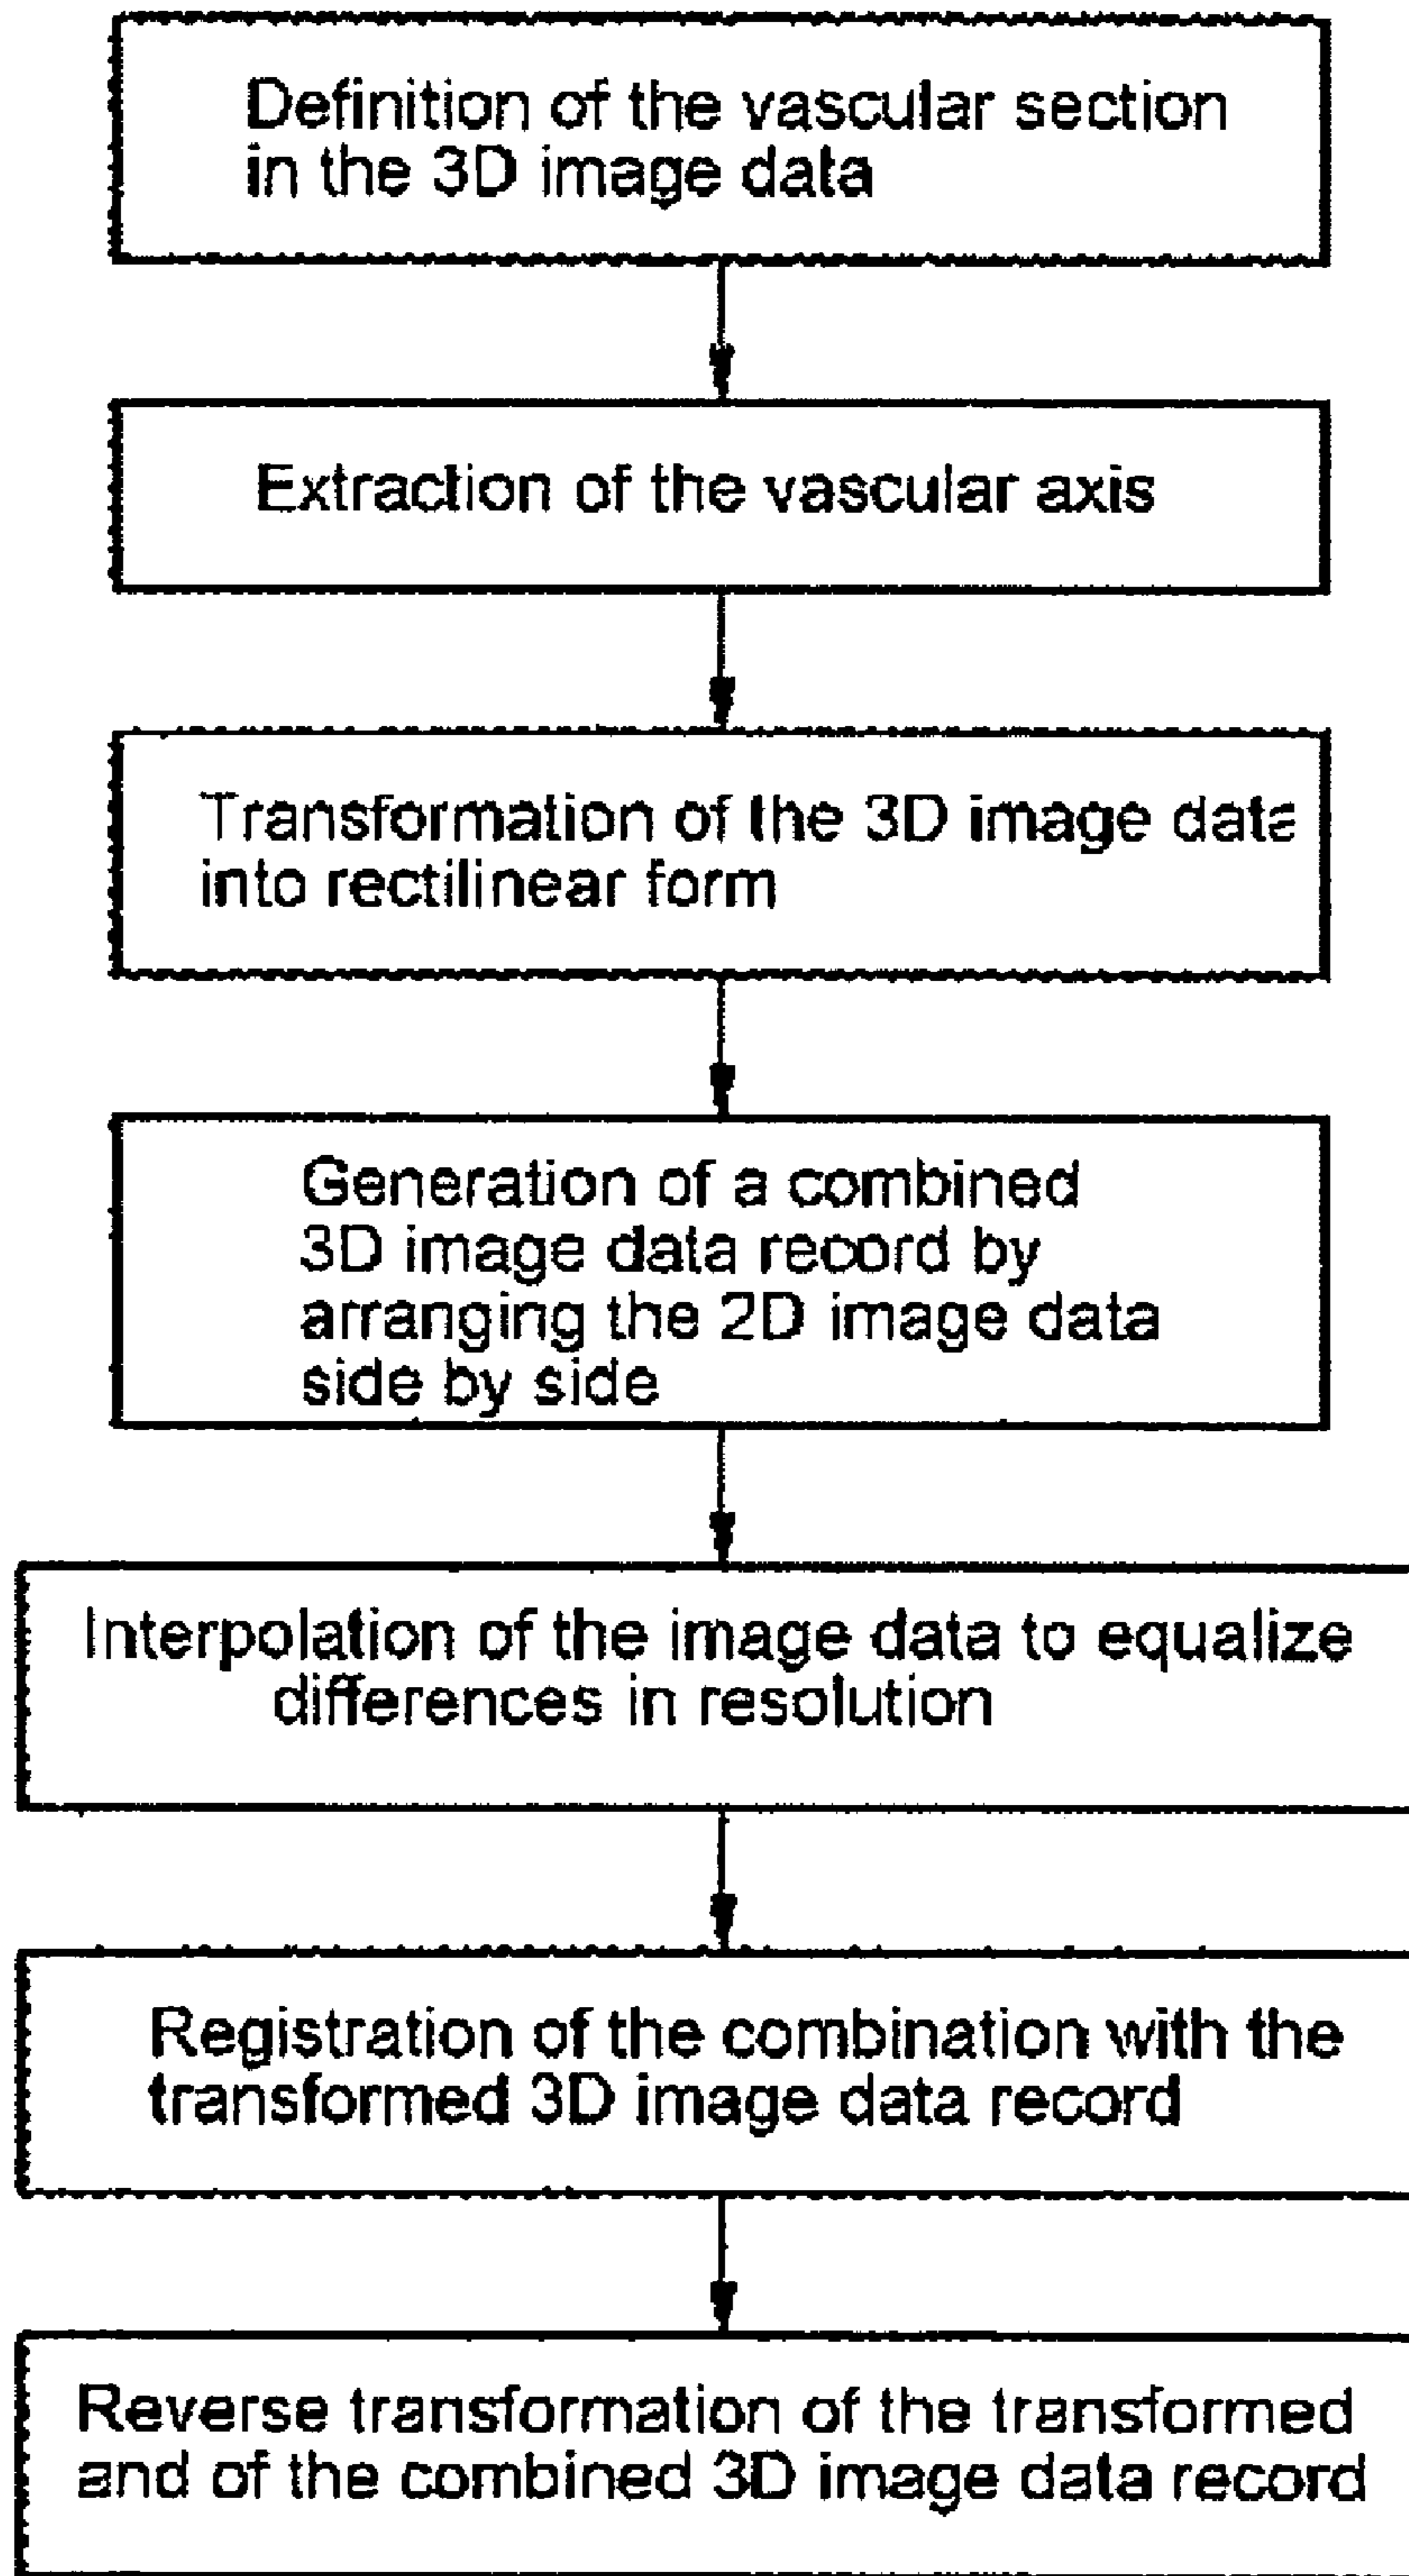 Definition of the vascular section
in the 3D image data
Extraction of the vascular axis
Transformation of the 3D image data
into rectilinear form
Generation of a combined
3D image data record by
arranging the 2D image data
side by side
Interpolation of the image data to equalize
differences in resolution
Registration of the combination with the
transformed 3D image data record
Reverse transformation of the transformed
and of the combined 3D image data record